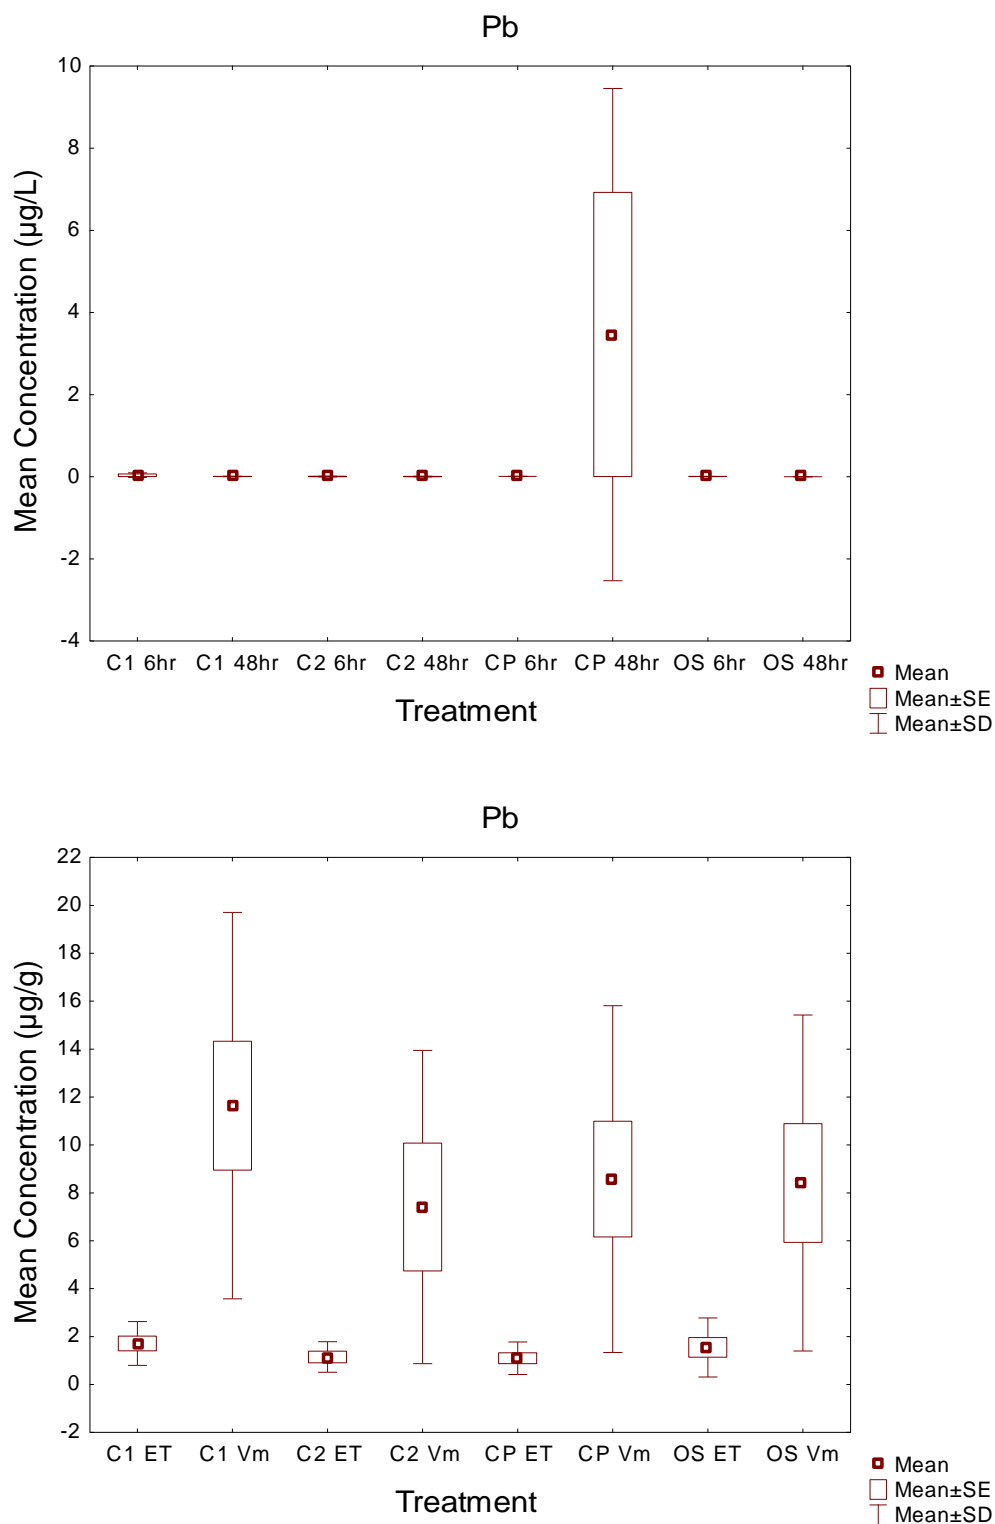 Pb
Mean Concentration (µg/L)
10
8
6
4
2
0
-2
-4
C1 6hr C1 48hr C2 6hr C2 48hr CP 6hr CP 48hr OS 6hr OS 48hr
Treatment
Mean
Mean±SE
Mean±SD
Pb
Mean Concentration (µg/g)
22
20
18
16
14
12
10
8
6
4
2
0
-2
C1 ET C1 Vm C2 ET C2 Vm CP ET CP Vm OS ET OS Vm
Treatment
Mean
Mean±SE
Mean±SD